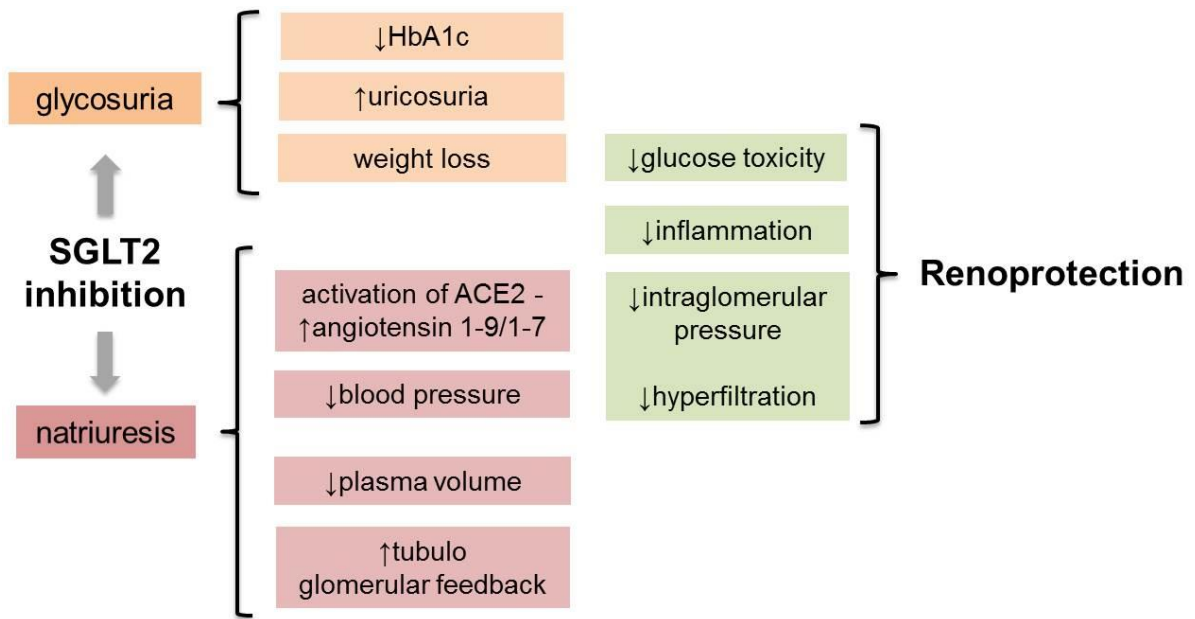 glycosuria
SGLT2
inhibition
natriuresis
↓HbA1c
↑uricosuria
weight loss
activation of ACE2 -
↑angiotensin 1-9/1-7
↓blood pressure
↓plasma volume
↑tubulo
glomerular feedback
↓glucose toxicity
↓inflammation
↓intraglomerular
pressure
↓hyperfiltration
Renoprotection